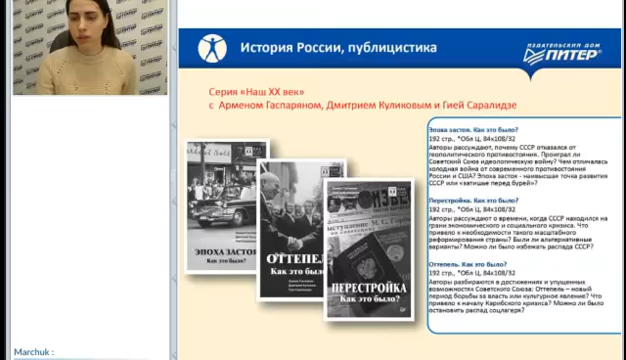 История России, публицистика
ИЗДАТЕЛЬСКИЙ ДОМ
ПИТЕР®
Серия «Наш XX век»
с Арменом Гаспаряном, Дмитрием Куликовым и Гией Саралидзе
Эпоха застоя. Как это было?
192 стр., *Обл Ц, 84х108/32
Авторы рассуждают, почему СССР отказался от
геополитического противостояния. Проиграл ли
Советский Союз идеологическую войну? Чем отличалась
холодная война от современного противостояния
России и США? Эпоха застоя - наивысшая точка развития
СССР или «затишье перед бурей»?
Перестройка. Как это было?
192 стр., *Обл Ц, 84х108/32
Авторы рассуждают о времени, когда СССР находился на
грани экономического и социального кризиса. Что
привело к необходимости такого масштабного
реформирования страны? Были ли альтернативные
варианты? Можно ли было избежать распада СССР?
Оттепель. Как это было?
192 стр., *Обл Ц, 84х108/32
Авторы разбираются в достижениях и упущенных
возможностях Советского Союза: Оттепель – новый
период борьбы за власть или культурное явление? Что
привело к началу Карибского кризиса? Можно ли было
остановить распад соцлагеря?
ЭПОХА ЗАСТОЯ
Как это было?
ОТТЕПЕЛЬ
Как это было?
ПЕРЕСТРОЙКА
Как это было?
Marchuk :